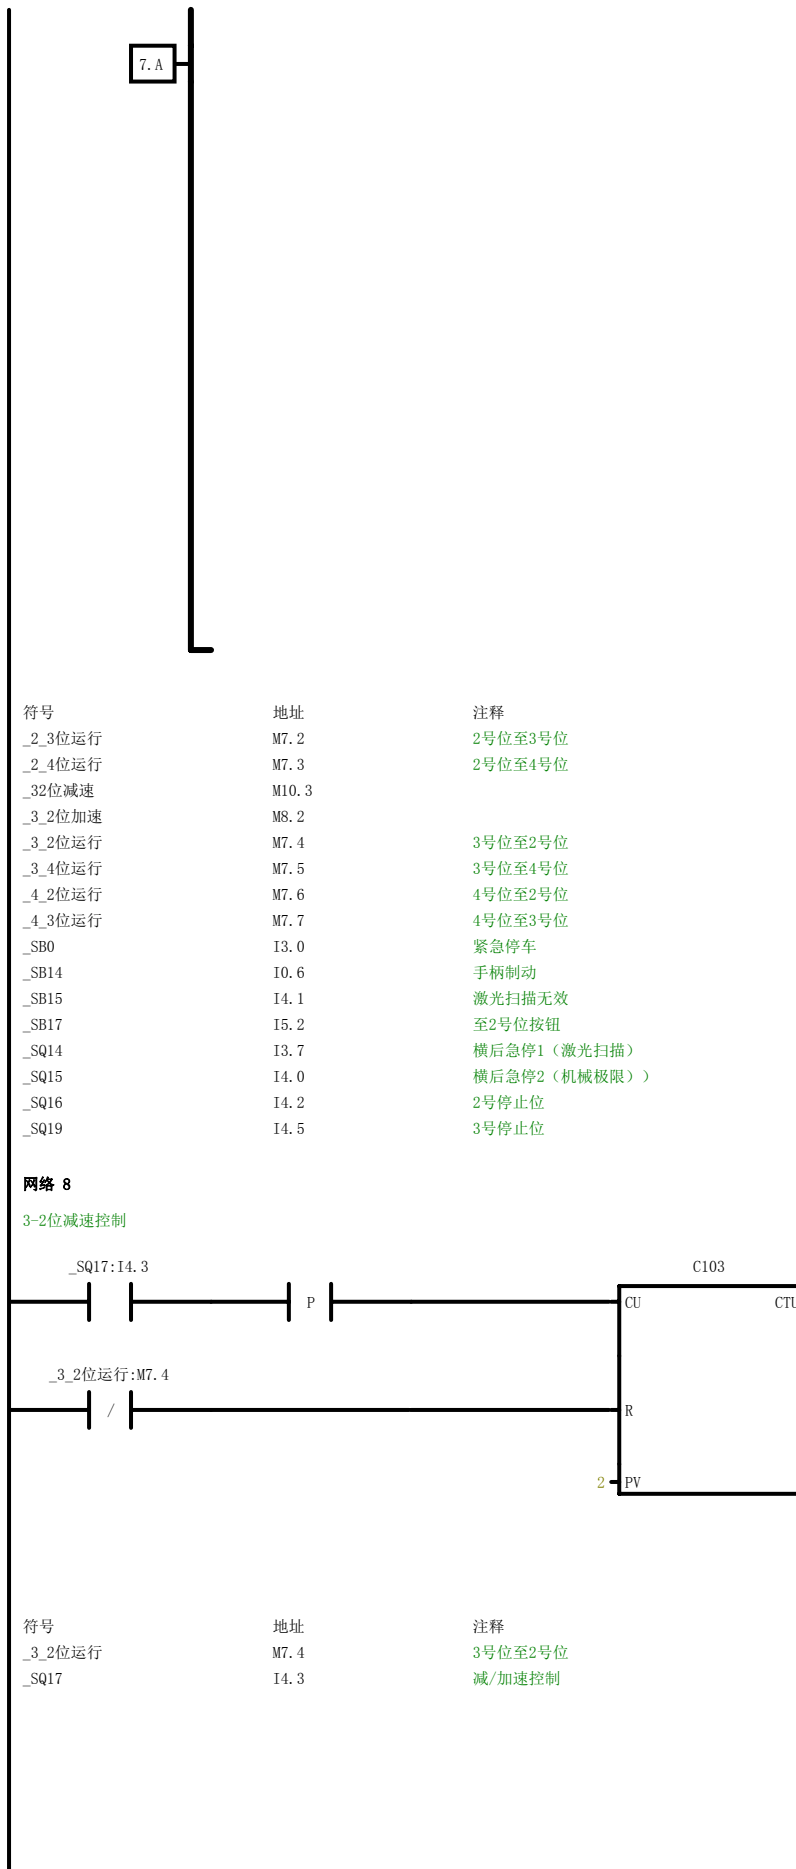 7.A
符号 地址 注释
_2_3位运行 M7.2 2号位至3号位
_2_4位运行 M7.3 2号位至4号位
_32位减速 M10.3
_3_2位加速 M8.2
_3_2位运行 M7.4 3号位至2号位
_3_4位运行 M7.5 3号位至4号位
_4_2位运行 M7.6 4号位至2号位
_4_3位运行 M7.7 4号位至3号位
_SB0 I3.0 紧急停车
_SB14 I0.6 手柄制动
_SB15 I4.1 激光扫描无效
_SB17 I5.2 至2号位按钮
_SQ14 I3.7 横后急停1（激光扫描）
_SQ15 I4.0 横后急停2（机械极限））
_SQ16 I4.2 2号停止位
_SQ19 I4.5 3号停止位
网络 8
3-2位减速控制
_SQ17:I4.3 C103
P CU CTU
_3_2位运行:M7.4
/ R
2 PV
符号 地址 注释
_3_2位运行 M7.4 3号位至2号位
_SQ17 I4.3 减/加速控制